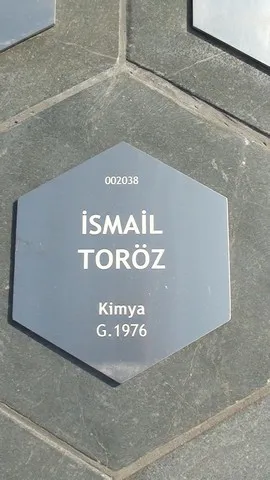 002038
İSMAİL
TORÖZ
Kimya
G.1976